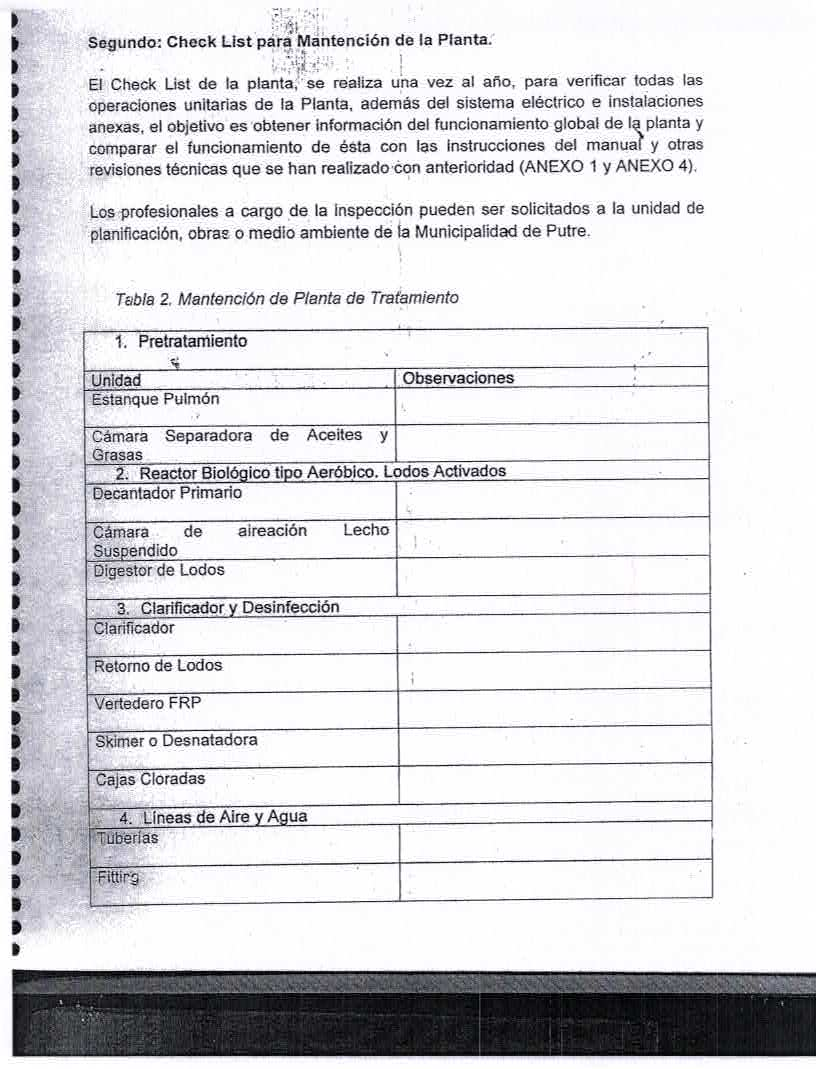 Segundo: Check List para Mantención de la Planta.
El Check List de la planta, se realiza una vez al año, para verificar todas las
operaciones unitarias de la Planta, además del sistema eléctrico e instalaciones
anexas, el objetivo es obtener información del funcionamiento global de la planta y
comparar el funcionamiento de ésta con las instrucciones del manual y otras
revisiones técnicas que se han realizado con anterioridad (ANEXO 1 y ANEXO 4).
Los profesionales a cargo de la inspección pueden ser solicitados a la unidad de
planificación, obras o medio ambiente de la Municipalidad de Putre.
Tabla 2. Mantención de Planta de Tratamiento
1. Pretratamiento
Unidad Observaciones
Estanque Pulmón
Cámara Separadora de Aceites y
Grasas
2. Reactor Biológico tipo Aeróbico. Lodos Activados
Decantador Primario
Cámara de aireación Lecho
Suspendido
Digestor de Lodos
3. Clarificador y Desinfección
Clarificador
Retorno de Lodos
Vertedero FRP
Skimer o Desnatadora
Cajas Cloradas
4. Líneas de Aire y Agua
Tuberías
Fitting